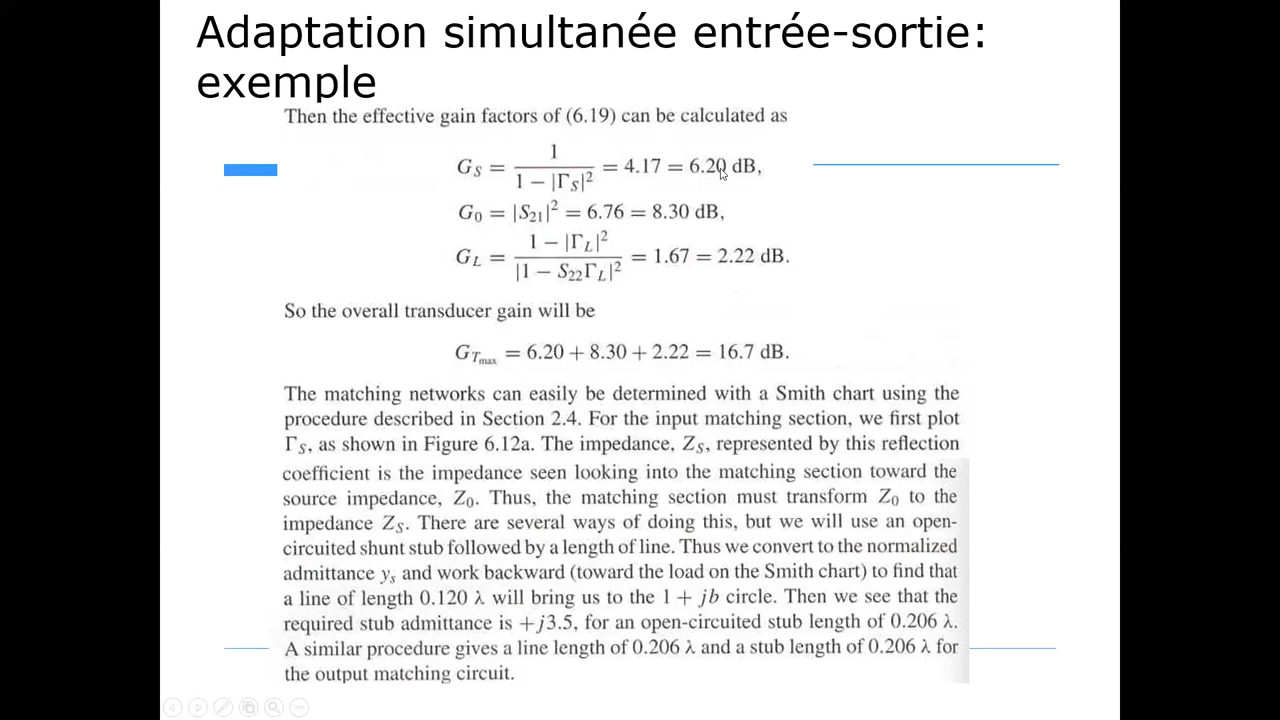 Adaptation simultanée entrée-sortie:
exemple
Then the effective gain factors of (6.19) can be calculated as
G_S = 1 / (1 − |Γ_S|²) = 4.17 = 6.20 dB,
G_0 = |S_21|² = 6.76 = 8.30 dB,
G_L = (1 − |Γ_L|²) / |1 − S_22Γ_L|² = 1.67 = 2.22 dB.
So the overall transducer gain will be
G_Tmax = 6.20 + 8.30 + 2.22 = 16.7 dB.
The matching networks can easily be determined with a Smith chart using the
procedure described in Section 2.4. For the input matching section, we first plot
Γ_S, as shown in Figure 6.12a. The impedance, Z_S, represented by this reflection
coefficient is the impedance seen looking into the matching section toward the
source impedance, Z_0. Thus, the matching section must transform Z_0 to the
impedance Z_S. There are several ways of doing this, but we will use an open-
circuited shunt stub followed by a length of line. Thus we convert to the normalized
admittance y_s and work backward (toward the load on the Smith chart) to find that
a line of length 0.120 λ will bring us to the 1 + jb circle. Then we see that the
required stub admittance is +j3.5, for an open-circuited stub length of 0.206 λ.
A similar procedure gives a line length of 0.206 λ and a stub length of 0.206 λ for
the output matching circuit.